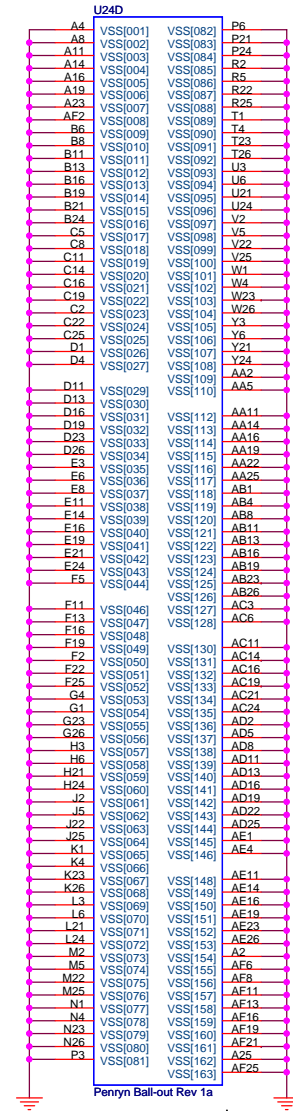 U24D
A4 VSS[001]
A8 VSS[002]
A11 VSS[003]
A14 VSS[004]
A16 VSS[005]
A19 VSS[006]
A23 VSS[007]
AF2 VSS[008]
B6 VSS[009]
B8 VSS[010]
B11 VSS[011]
B13 VSS[012]
B16 VSS[013]
B19 VSS[014]
B21 VSS[015]
B24 VSS[016]
C5 VSS[017]
C8 VSS[018]
C11 VSS[019]
C14 VSS[020]
C16 VSS[021]
C19 VSS[022]
C2 VSS[023]
C22 VSS[024]
C25 VSS[025]
D1 VSS[026]
D4 VSS[027]
D11 VSS[029]
D13 VSS[030]
D16 VSS[031]
D19 VSS[032]
D23 VSS[033]
D26 VSS[034]
E3 VSS[035]
E6 VSS[036]
E8 VSS[037]
E11 VSS[038]
E14 VSS[039]
E16 VSS[040]
E19 VSS[041]
E21 VSS[042]
E24 VSS[043]
F5 VSS[044]
F11 VSS[046]
F13 VSS[047]
F16 VSS[048]
F19 VSS[049]
F2 VSS[050]
F22 VSS[051]
F25 VSS[052]
G4 VSS[053]
G1 VSS[054]
G23 VSS[055]
G26 VSS[056]
H3 VSS[057]
H6 VSS[058]
H21 VSS[059]
H24 VSS[060]
J2 VSS[061]
J5 VSS[062]
J22 VSS[063]
J25 VSS[064]
K1 VSS[065]
K4 VSS[066]
K23 VSS[067]
K26 VSS[068]
L3 VSS[069]
L6 VSS[070]
L21 VSS[071]
L24 VSS[072]
M2 VSS[073]
M5 VSS[074]
M22 VSS[075]
M25 VSS[076]
N1 VSS[077]
N4 VSS[078]
N23 VSS[079]
N26 VSS[080]
P3 VSS[081]
VSS[082] P6
VSS[083] P21
VSS[084] P24
VSS[085] R2
VSS[086] R5
VSS[087] R22
VSS[088] R25
VSS[089] T1
VSS[090] T4
VSS[091] T23
VSS[092] T26
VSS[093] U3
VSS[094] U6
VSS[095] U21
VSS[096] U24
VSS[097] V2
VSS[098] V5
VSS[099] V22
VSS[100] V25
VSS[101] W1
VSS[102] W4
VSS[103] W23
VSS[104] W26
VSS[105] Y3
VSS[106] Y6
VSS[107] Y21
VSS[108] Y24
VSS[109] AA2
VSS[110] AA5
VSS[112] AA11
VSS[113] AA14
VSS[114] AA16
VSS[115] AA19
VSS[116] AA22
VSS[117] AA25
VSS[118] AB1
VSS[119] AB4
VSS[120] AB8
VSS[121] AB11
VSS[122] AB13
VSS[123] AB16
VSS[124] AB19
VSS[125] AB23
VSS[126] AB26
VSS[127] AC3
VSS[128] AC6
VSS[130] AC11
VSS[131] AC14
VSS[132] AC16
VSS[133] AC19
VSS[134] AC21
VSS[135] AC24
VSS[136] AD2
VSS[137] AD5
VSS[138] AD8
VSS[139] AD11
VSS[140] AD13
VSS[141] AD16
VSS[142] AD19
VSS[143] AD22
VSS[144] AD25
VSS[145] AE1
VSS[146] AE4
VSS[148] AE11
VSS[149] AE14
VSS[150] AE16
VSS[151] AE19
VSS[152] AE23
VSS[153] AE26
VSS[154] A2
VSS[155] AF6
VSS[156] AF8
VSS[157] AF11
VSS[158] AF13
VSS[159] AF16
VSS[160] AF19
VSS[161] AF21
VSS[162] A25
VSS[163] AF25
Penryn Ball-out Rev 1a